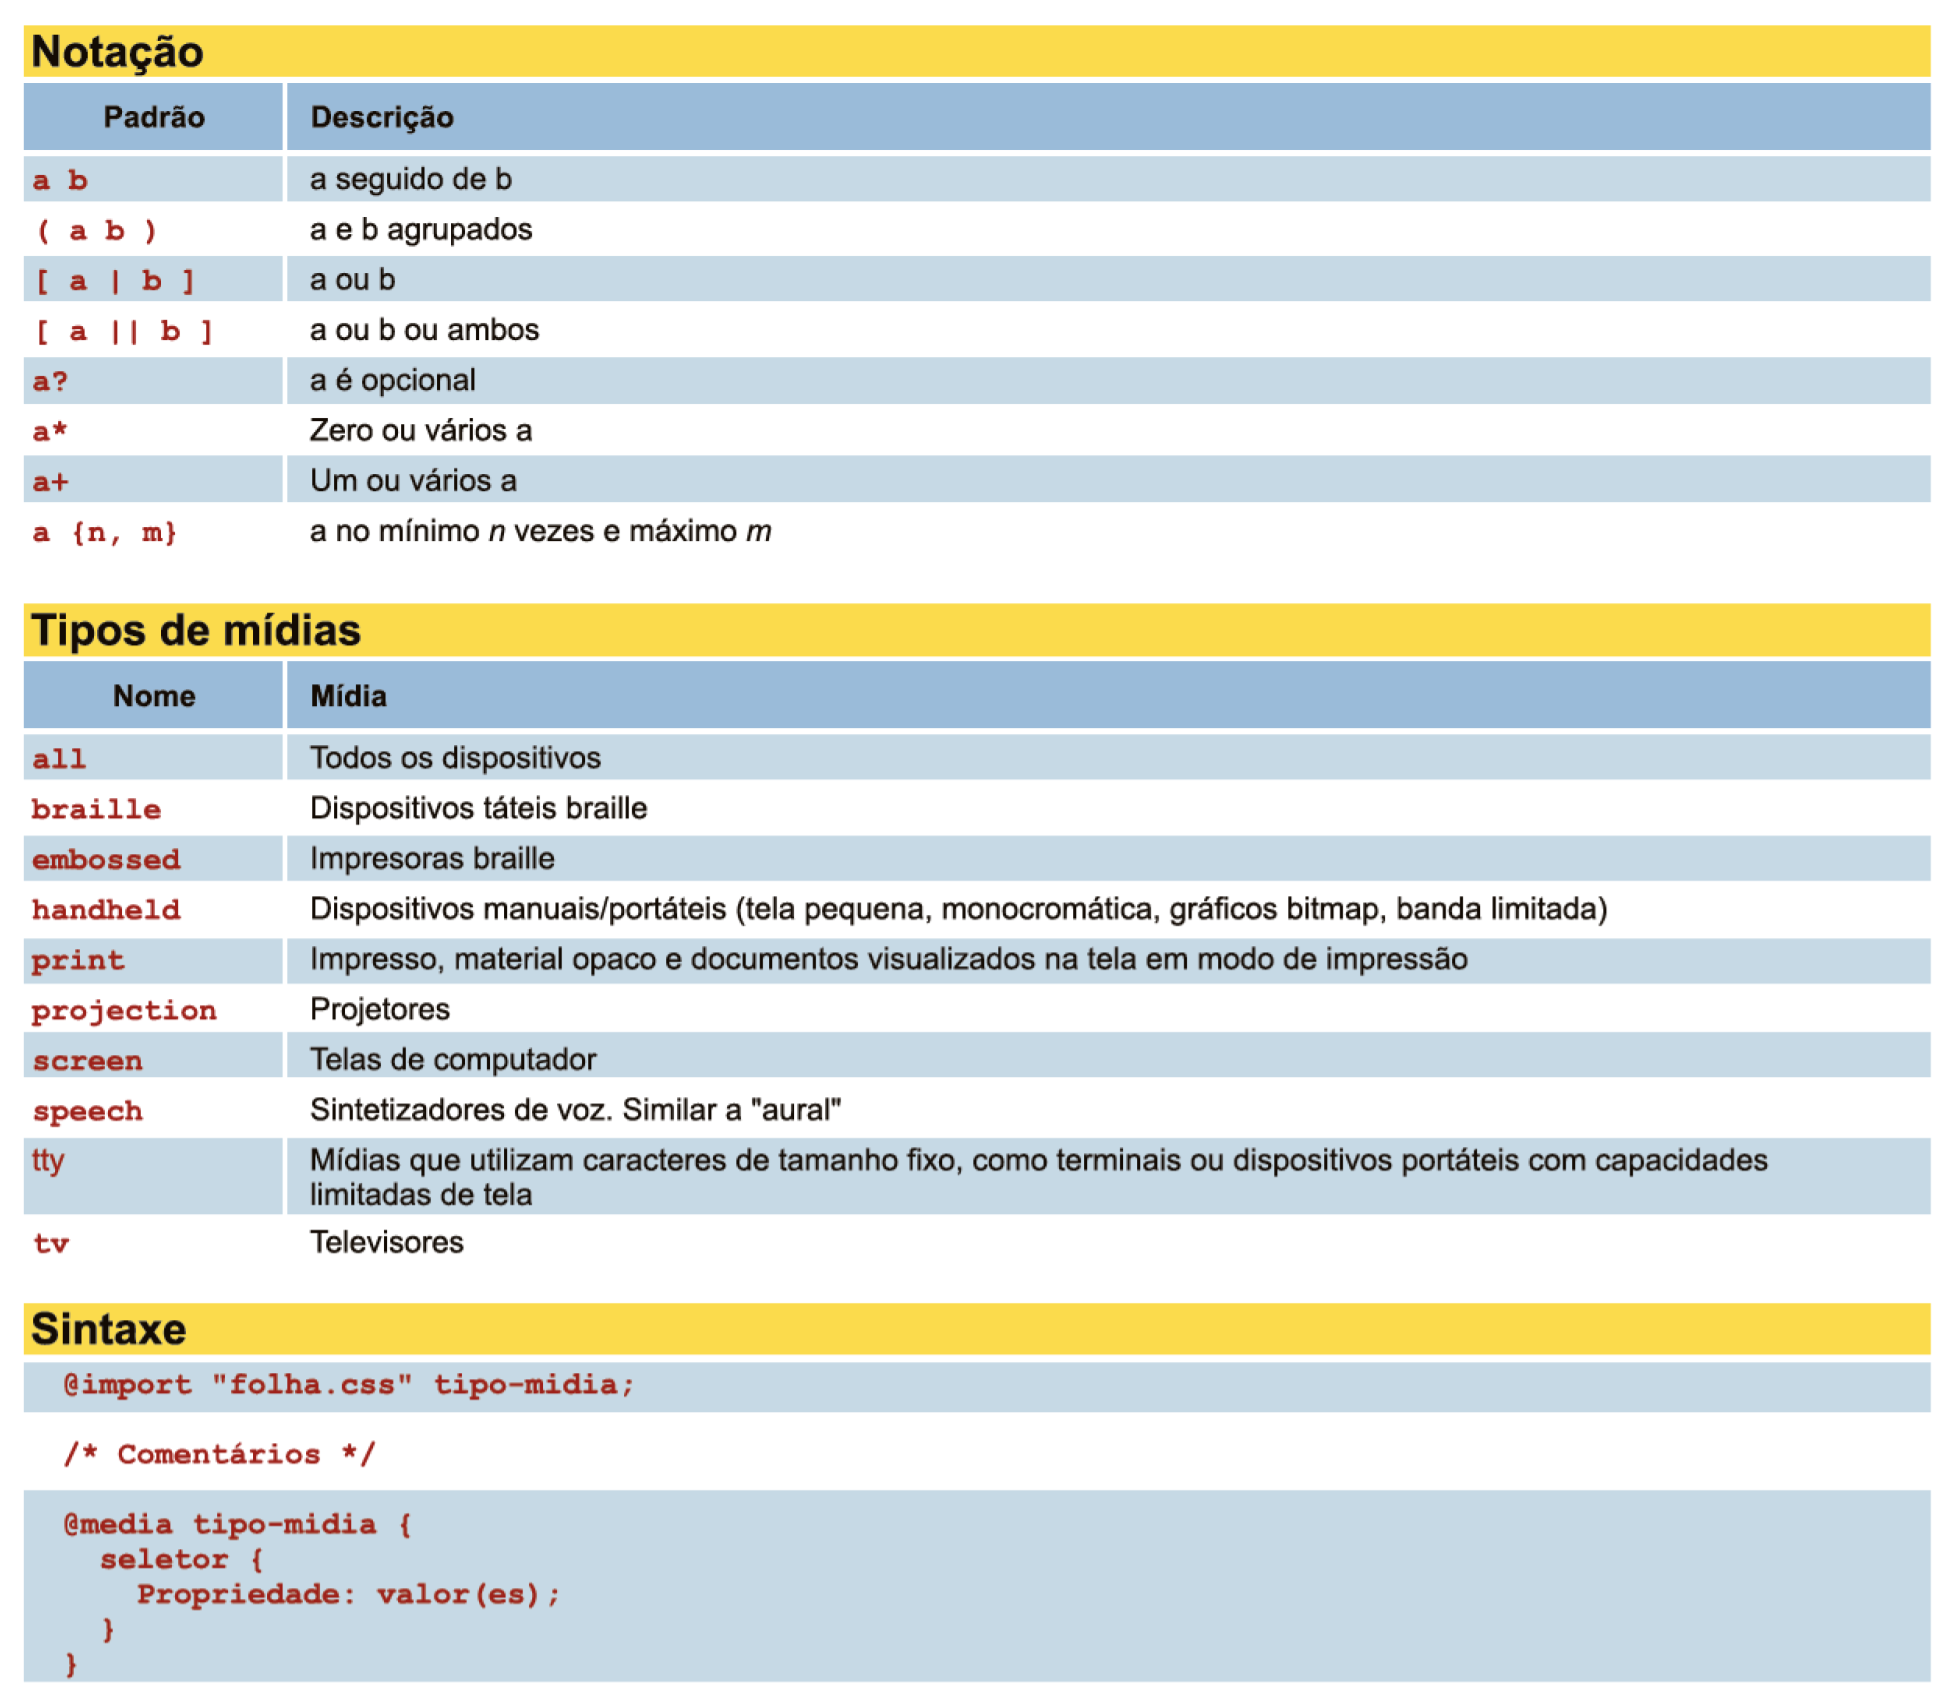 Notação
Padrão Descrição
a b a seguido de b
( a b ) a e b agrupados
[ a | b ] a ou b
[ a || b ] a ou b ou ambos
a? a é opcional
a* Zero ou vários a
a+ Um ou vários a
a {n, m} a no mínimo n vezes e máximo m
Tipos de mídias
Nome Mídia
all Todos os dispositivos
braille Dispositivos táteis braille
embossed Impresoras braille
handheld Dispositivos manuais/portáteis (tela pequena, monocromática, gráficos bitmap, banda limitada)
print Impresso, material opaco e documentos visualizados na tela em modo de impressão
projection Projetores
screen Telas de computador
speech Sintetizadores de voz. Similar a "aural"
tty Mídias que utilizam caracteres de tamanho fixo, como terminais ou dispositivos portáteis com capacidades
limitadas de tela
tv Televisores
Sintaxe
@import "folha.css" tipo-midia;
/* Comentários */
@media tipo-midia {
seletor {
Propriedade: valor(es);
}
}